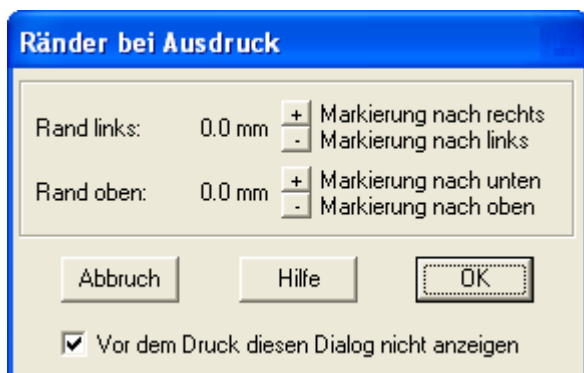 Ränder bei Ausdruck
Rand links: 0.0 mm + Markierung nach rechts
- Markierung nach links
Rand oben: 0.0 mm + Markierung nach unten
- Markierung nach oben
Abbruch Hilfe OK
Vor dem Druck diesen Dialog nicht anzeigen